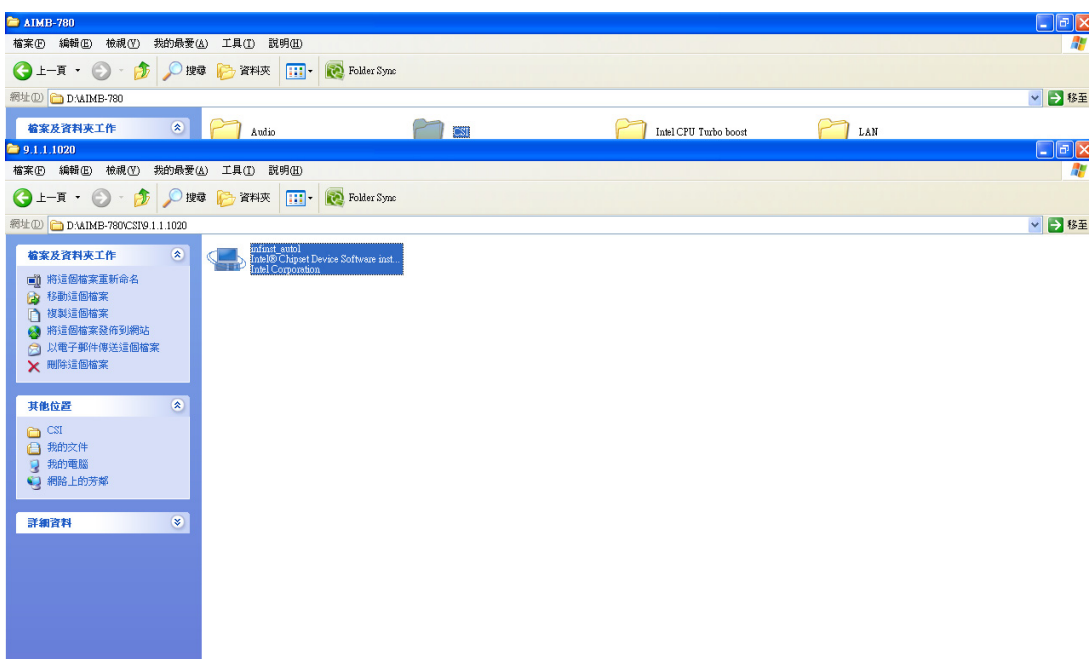 AIMB-780
檔案(F) 編輯(E) 檢視(V) 我的最愛(A) 工具(T) 說明(H)
上一頁 搜尋 資料夾 Folder Sync
網址(D) D:\AIMB-780 移至
檔案及資料夾工作
Audio CSI Intel CPU Turbo boost LAN
9.1.1.1020
檔案(F) 編輯(E) 檢視(V) 我的最愛(A) 工具(T) 說明(H)
上一頁 搜尋 資料夾 Folder Sync
網址(D) D:\AIMB-780\CSI\9.1.1.1020 移至
檔案及資料夾工作
將這個檔案重新命名
移動這個檔案
複製這個檔案
將這個檔案發佈到網站
以電子郵件傳送這個檔案
刪除這個檔案
其他位置
CSI
我的文件
我的電腦
網路上的芳鄰
詳細資料
infinst_autol
Intel® Chipset Device Software inst...
Intel Corporation